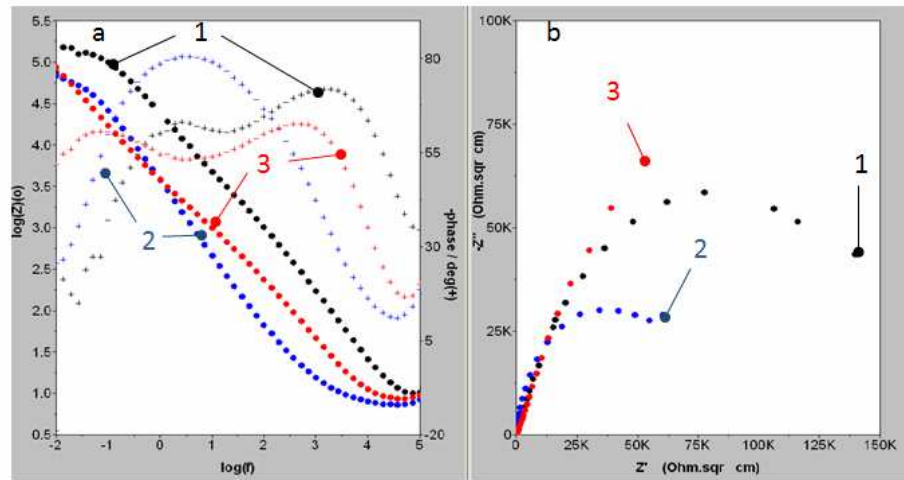 a
1
5.5
5.0
4.5
4.0
3.5
3.0
2.5
2.0
1.5
1.0
0.5
log(Z)(o)
3
2
80
55
30
5
-20
-phase / deg(+)
-2
-1
0
1
2
3
4
5
log(f)
b
100K
75K
50K
25K
0K
-Z'' (Ohm.sqr cm)
3
1
2
0
25K
50K
75K
100K
125K
150K
Z' (Ohm.sqr cm)